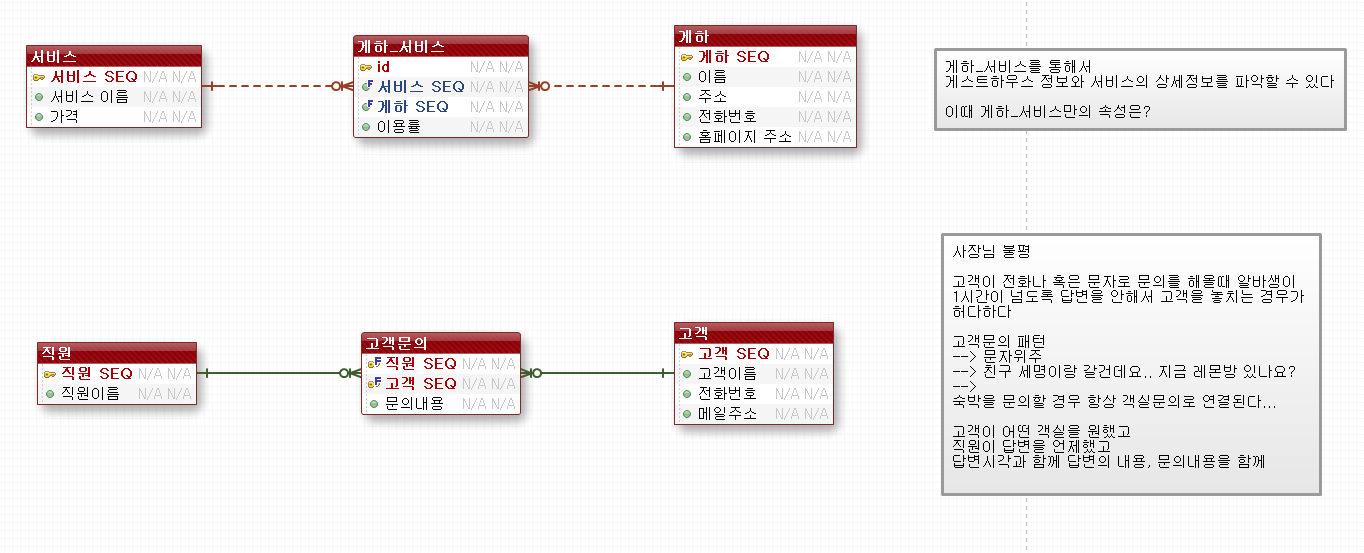 서비스
서비스 SEQ N/A N/A
서비스 이름 N/A N/A
가격 N/A N/A
게하_서비스
id N/A N/A
서비스 SEQ N/A N/A
게하 SEQ N/A N/A
이용률 N/A N/A
게하
게하 SEQ N/A N/A
이름 N/A N/A
주소 N/A N/A
전화번호 N/A N/A
홈페이지 주소 N/A N/A
게하_서비스를 통해서
게스트하우스 정보와 서비스의 상세정보를 파악할 수 있다
이때 게하_서비스만의 속성은?
직원
직원 SEQ N/A N/A
직원이름 N/A N/A
고객문의
직원 SEQ N/A N/A
고객 SEQ N/A N/A
문의내용 N/A N/A
고객
고객 SEQ N/A N/A
고객이름 N/A N/A
전화번호 N/A N/A
메일주소 N/A N/A
사장님 불평
고객이 전화나 혹은 문자로 문의를 해올때 알바생이
1시간이 넘도록 답변을 안해서 고객을 놓치는 경우가
허다하다
고객문의 패턴
--> 문자위주
--> 친구 세명이랑 갈건데요.. 지금 레몬방 있나요?
-->
숙박을 문의할 경우 항상 객실문의로 연결된다...
고객이 어떤 객실을 원했고
직원이 답변을 언제했고
답변시각과 함께 답변의 내용, 문의내용을 함께